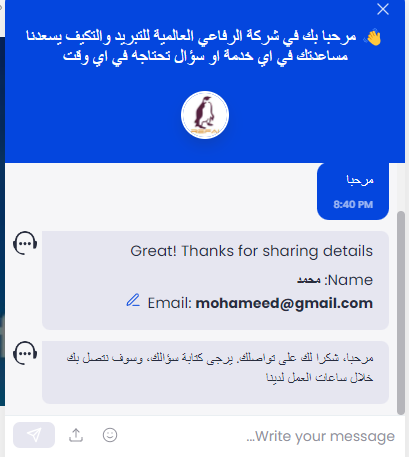 👋 مرحبا بك في شركة الرفاعي العالمية للتبريد والتكيف يسعدنا
مساعدتك في اي خدمة او سؤال تحتاجه في اي وقت
مرحبا
8:40 PM
Great! Thanks for sharing details
Name: محمد
Email: mohameed@gmail.com
مرحبا، شكرا لك على تواصلك. يرجى كتابة سؤالك، وسوف نتصل بك
خلال ساعات العمل لدينا
Write your message...